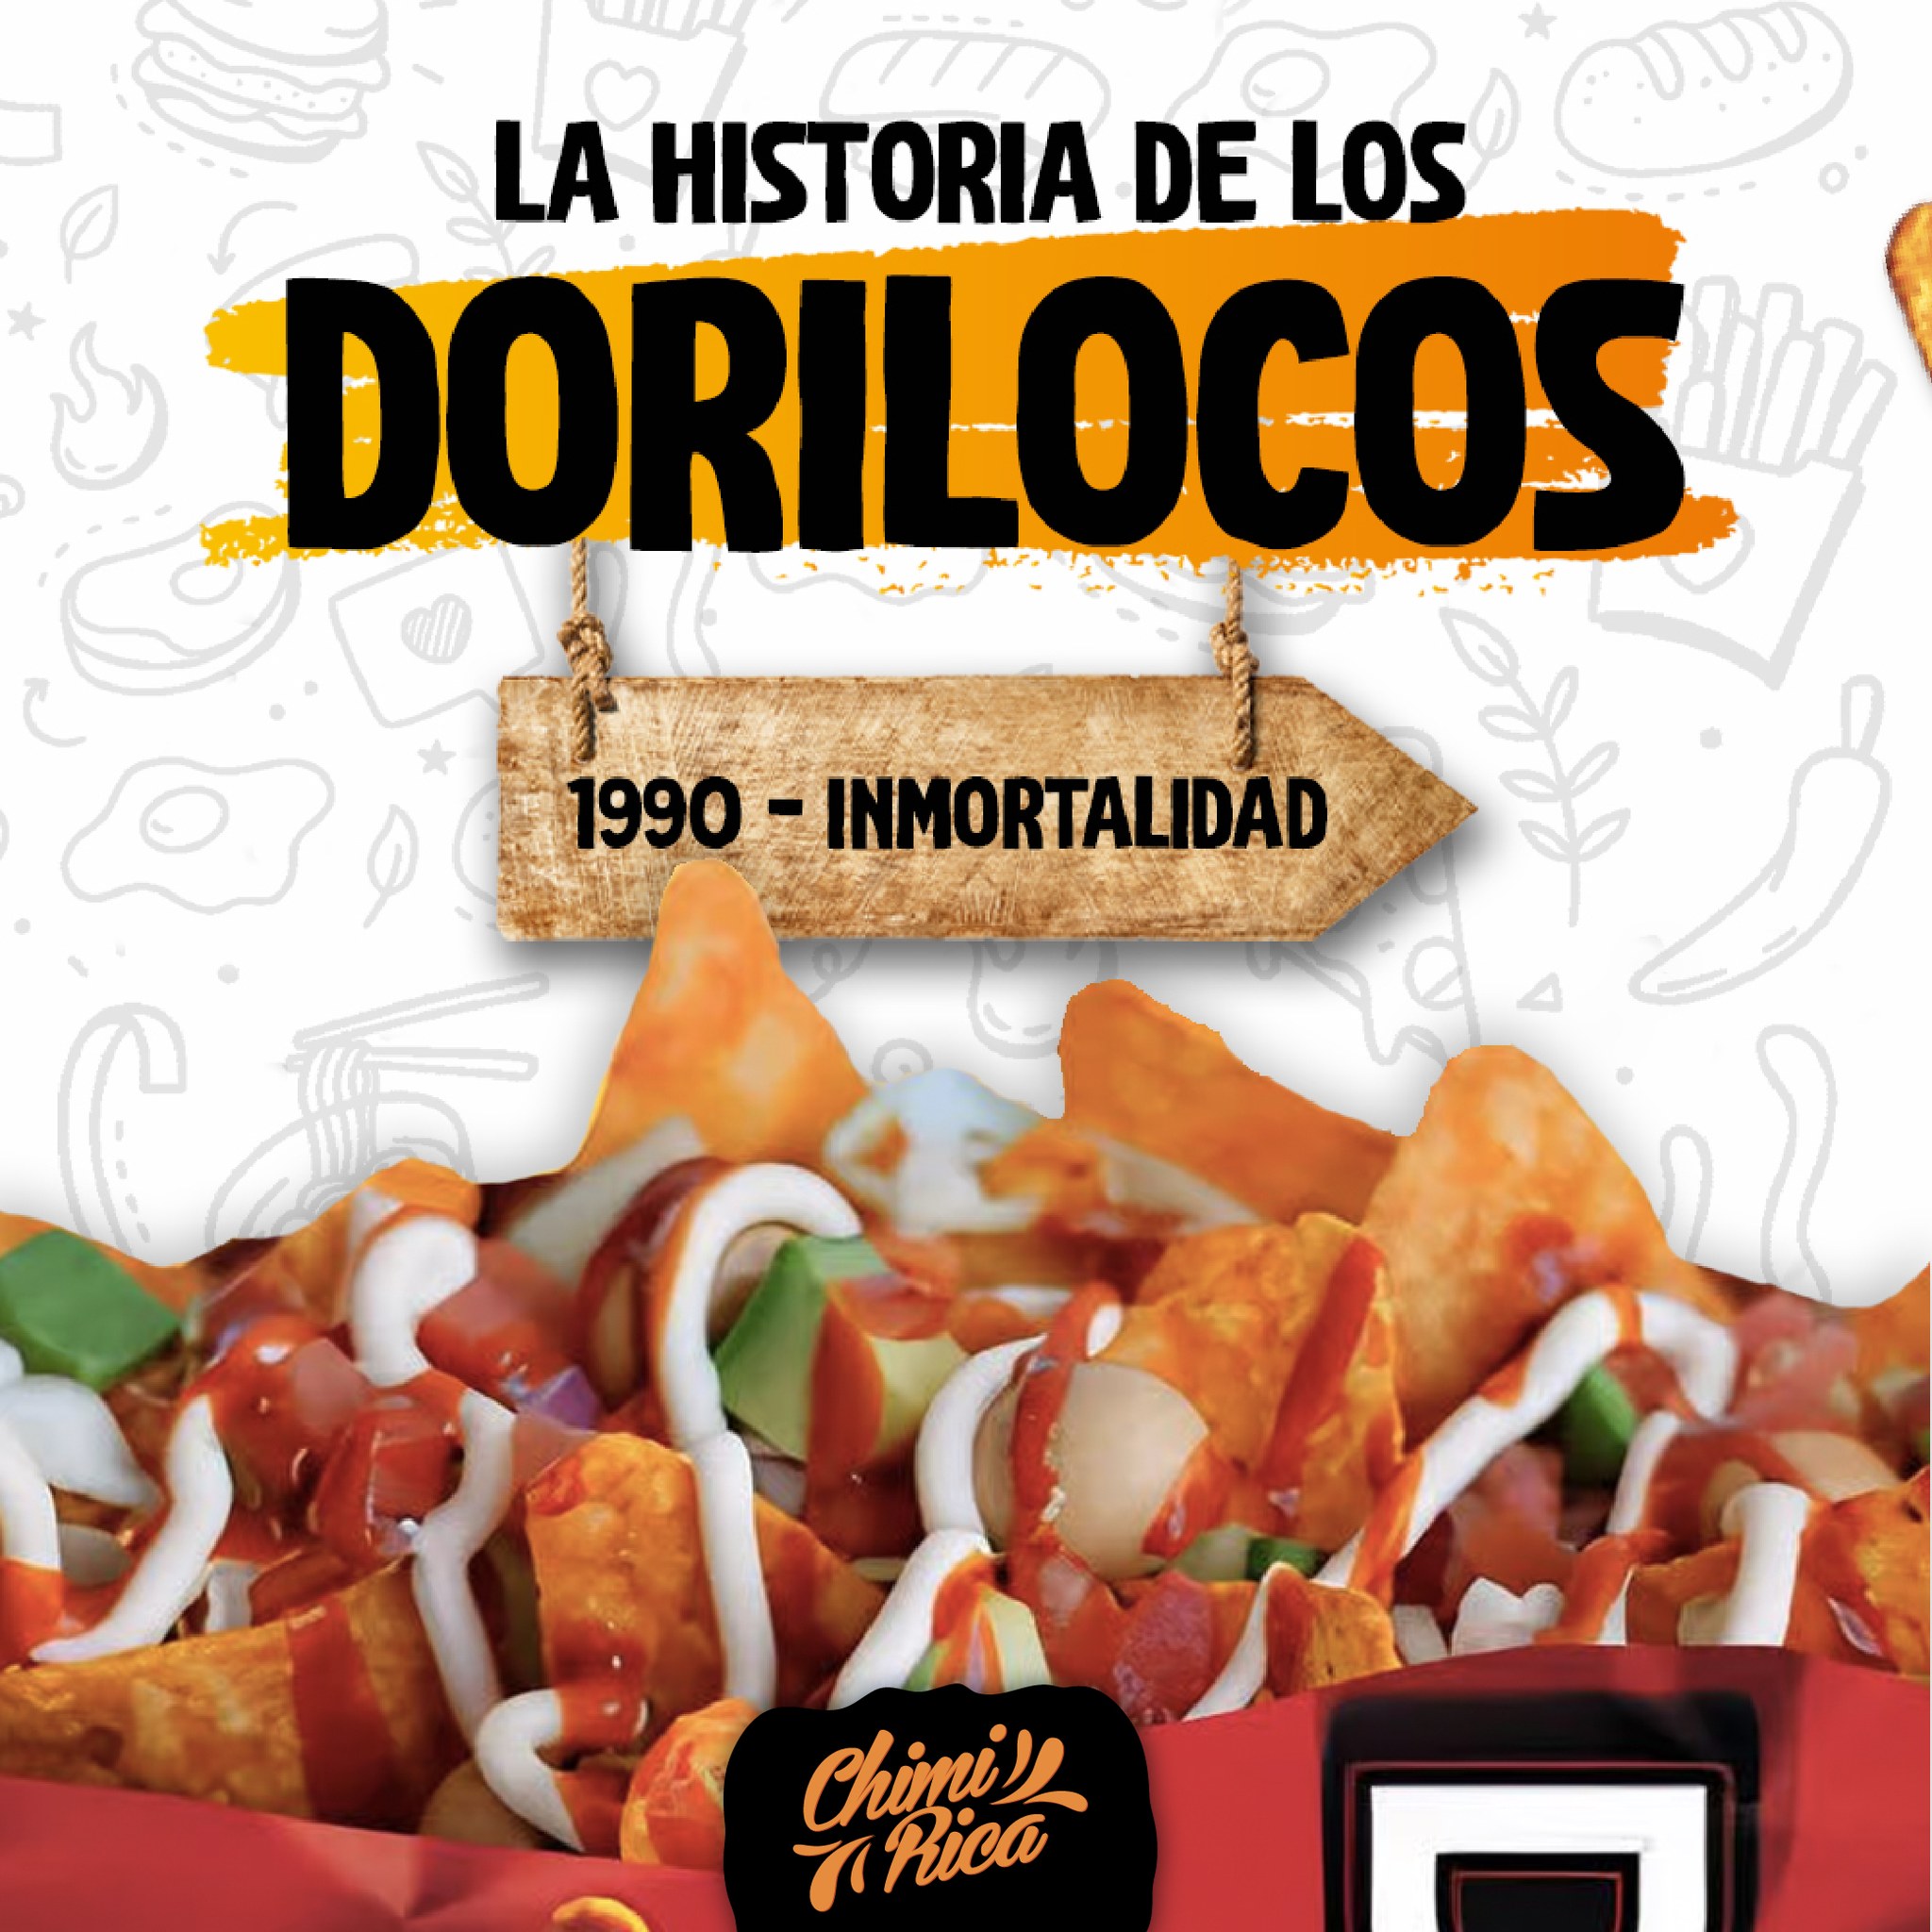 LA HISTORIA DE LOS
DORILOCOS
1990 - INMORTALIDAD
Chimi
Rica